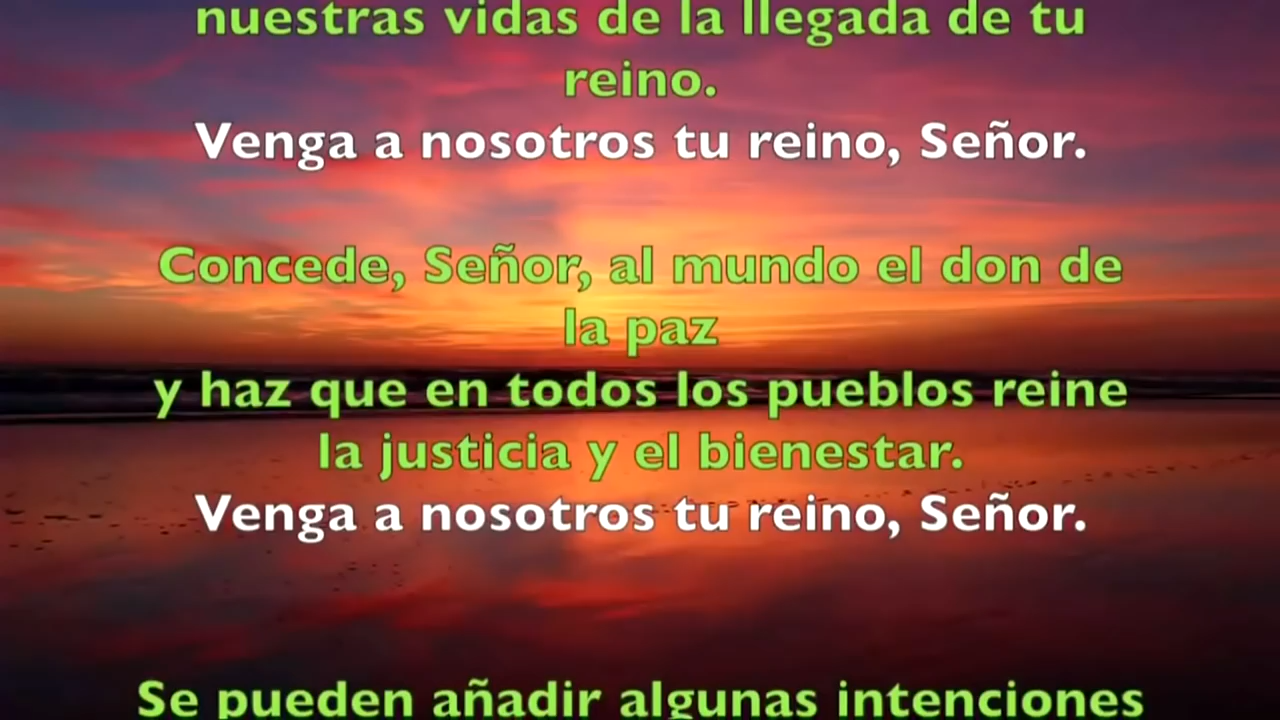 nuestras vidas de la llegada de tu
reino.
Venga a nosotros tu reino, Señor.
Concede, Señor, al mundo el don de
la paz
y haz que en todos los pueblos reine
la justicia y el bienestar.
Venga a nosotros tu reino, Señor.
Se pueden añadir algunas intenciones